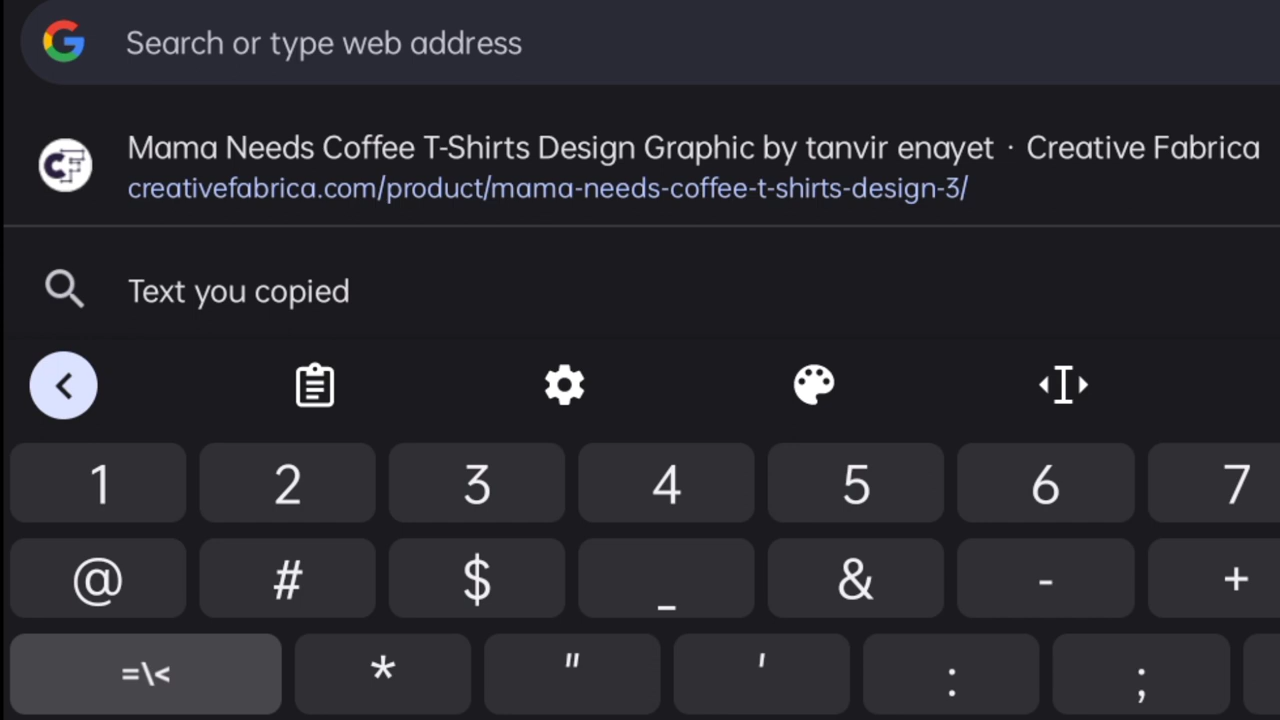 Search or type web address
Mama Needs Coffee T-Shirts Design Graphic by tanvir enayet · Creative Fabrica
creativefabrica.com/product/mama-needs-coffee-t-shirts-design-3/
Text you copied
1 2 3 4 5 6 7
@ # $ _ & - +
=\< * " ' : ;